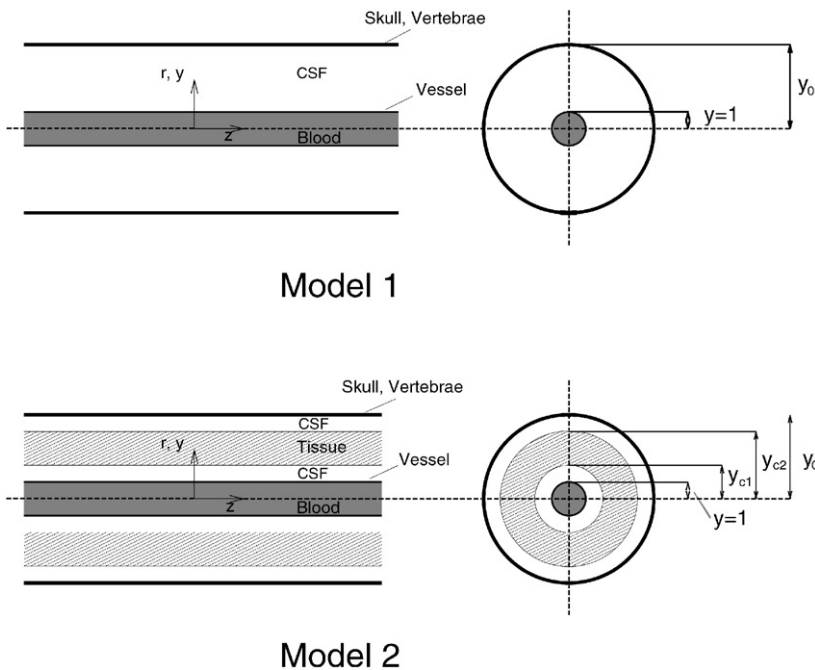 Skull, Vertebrae
r, y
CSF
Vessel
z
Blood
y=1
y0
Model 1
Skull, Vertebrae
CSF
r, y
Tissue
CSF
Vessel
z
Blood
yc1
yc2
y0
y=1
Model 2